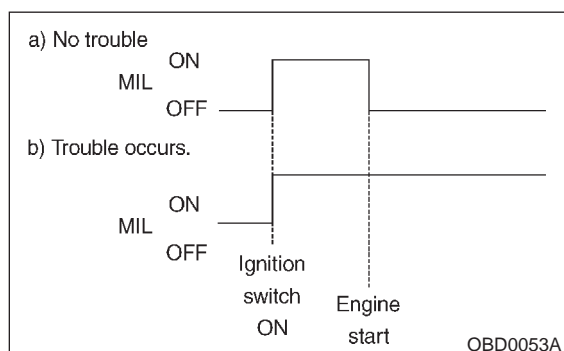 a) No trouble
ON
MIL
OFF
b) Trouble occurs.
ON
MIL
OFF
Ignition
switch
ON
Engine
start
OBD0053A